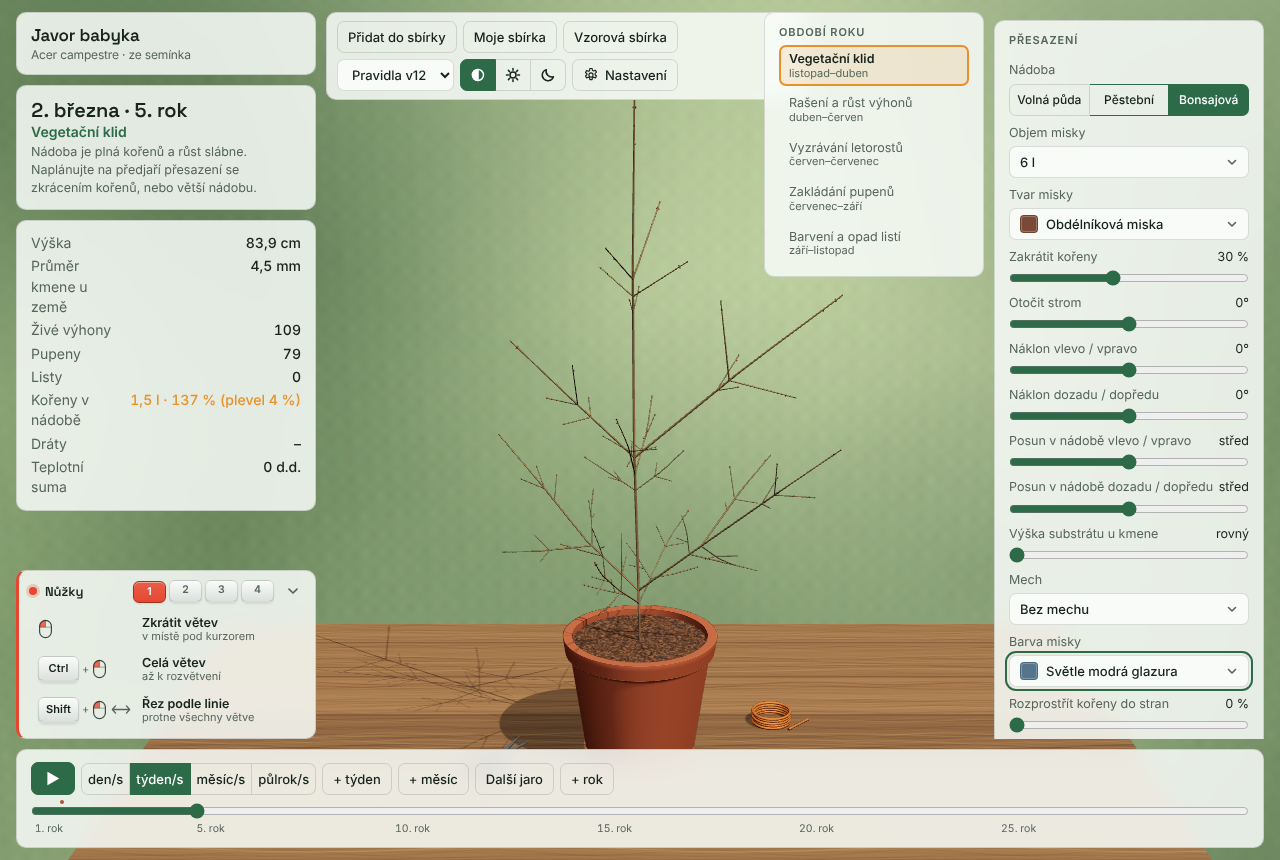 Javor babyka
Acer campestre · ze semínka
2. března · 5. rok
Vegetační klid
Nádoba je plná kořenů a růst slábne.
Naplánujte na předjaří přesazení se
zkrácením kořenů, nebo větší nádobu.
Výška 83,9 cm
Průměr 4,5 mm
kmene u
země
Živé výhony 109
Pupeny 79
Listy 0
Kořeny v 1,5 l · 137 % (plevel 4 %)
nádobě
Dráty –
Teplotní 0 d.d.
suma
Nůžky 1 2 3 4
Zkrátit větev
v místě pod kurzorem
Ctrl + Celá větev
až k rozvětvení
Shift + Řez podle linie
protne všechny větve
Přidat do sbírky Moje sbírka Vzorová sbírka
Pravidla v12 Nastavení
OBDOBÍ ROKU
Vegetační klid
listopad–duben
Rašení a růst výhonů
duben–červen
Vyzrávání letorostů
červen–červenec
Zakládání pupenů
červenec–září
Barvení a opad listí
září–listopad
PŘESAZENÍ
Nádoba
Volná půda Pěstební Bonsajová
Objem misky
6 l
Tvar misky
Obdélníková miska
Zakrátit kořeny 30 %
Otočit strom 0°
Náklon vlevo / vpravo 0°
Náklon dozadu / dopředu 0°
Posun v nádobě vlevo / vpravo střed
Posun v nádobě dozadu / dopředu střed
Výška substrátu u kmene rovný
Mech
Bez mechu
Barva misky
Světle modrá glazura
Rozprostřít kořeny do stran 0 %
den/s týden/s měsíc/s půlrok/s + týden + měsíc Další jaro + rok
1. rok 5. rok 10. rok 15. rok 20. rok 25. rok